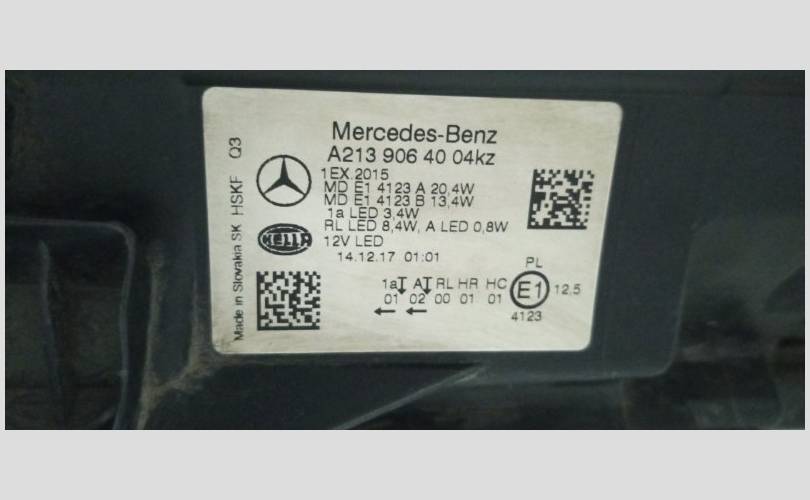 Mercedes-Benz
A213 906 40 04kz
1EX.2015
MD E1 4123 A 20,4W
MD E1 4123 B 13,4W
1a LED 3,4W
RL LED 8,4W, A LED 0,8W
12V LED
14.12.17 01:01
HELLA
Made in Slovakia SK HSKF Q3
1a A RL HR HC
01 02 00 01 01
PL
E1 12,5
4123